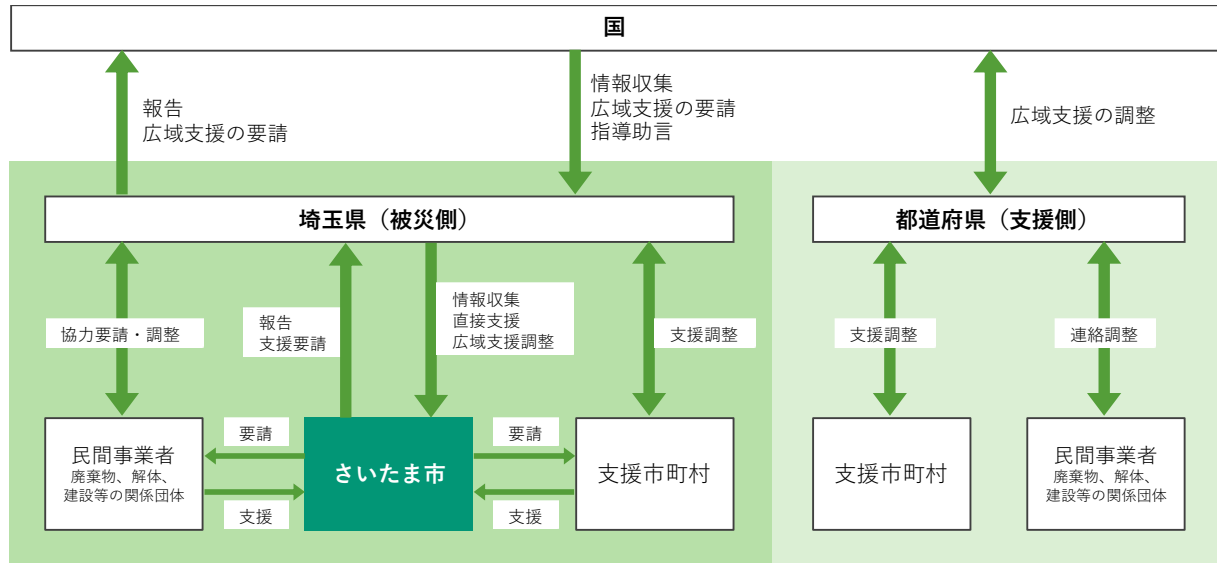 国
報告
広域支援の要請
情報収集
広域支援の要請
指導助言
広域支援の調整
埼玉県（被災側）
都道府県（支援側）
協力要請・調整
報告
支援要請
情報収集
直接支援
広域支援調整
支援調整
支援調整
連絡調整
民間事業者
廃棄物、解体、
建設等の関係団体
要請
支援
さいたま市
要請
支援
支援市町村
支援市町村
民間事業者
廃棄物、解体、
建設等の関係団体